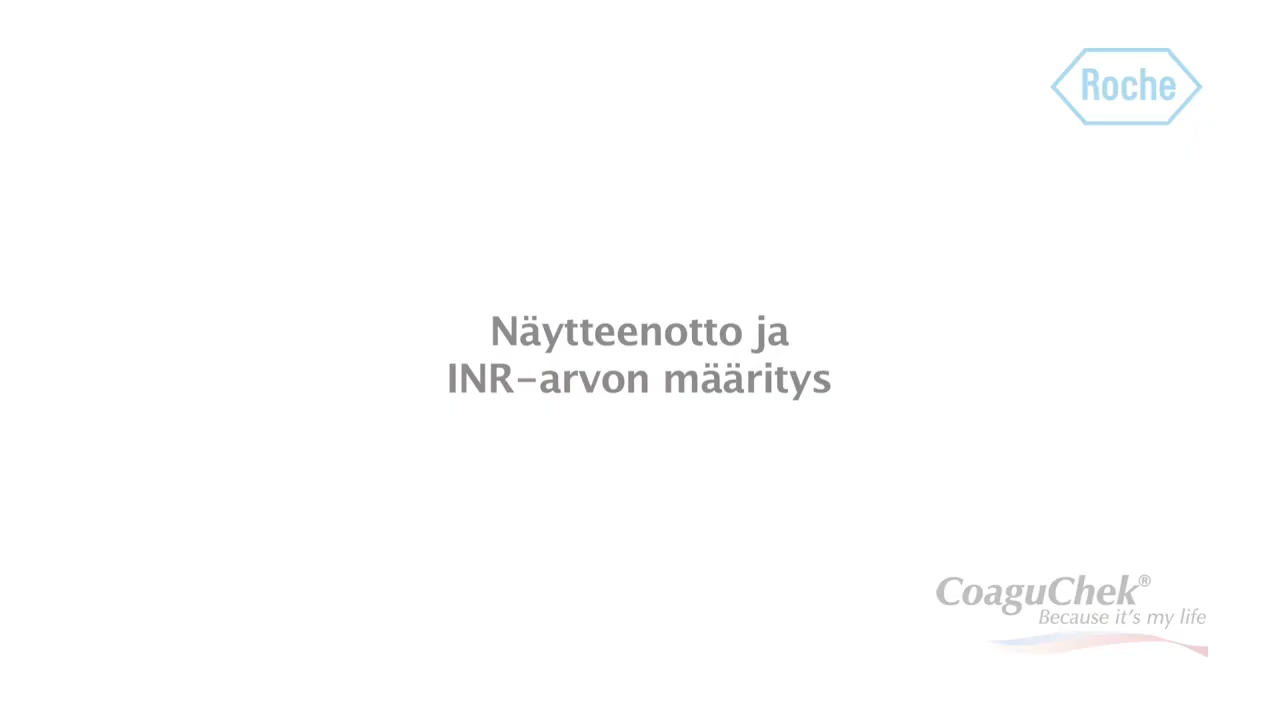 Roche
Näytteenotto ja
INR-arvon määritys
CoaguChek®
Because it's my life